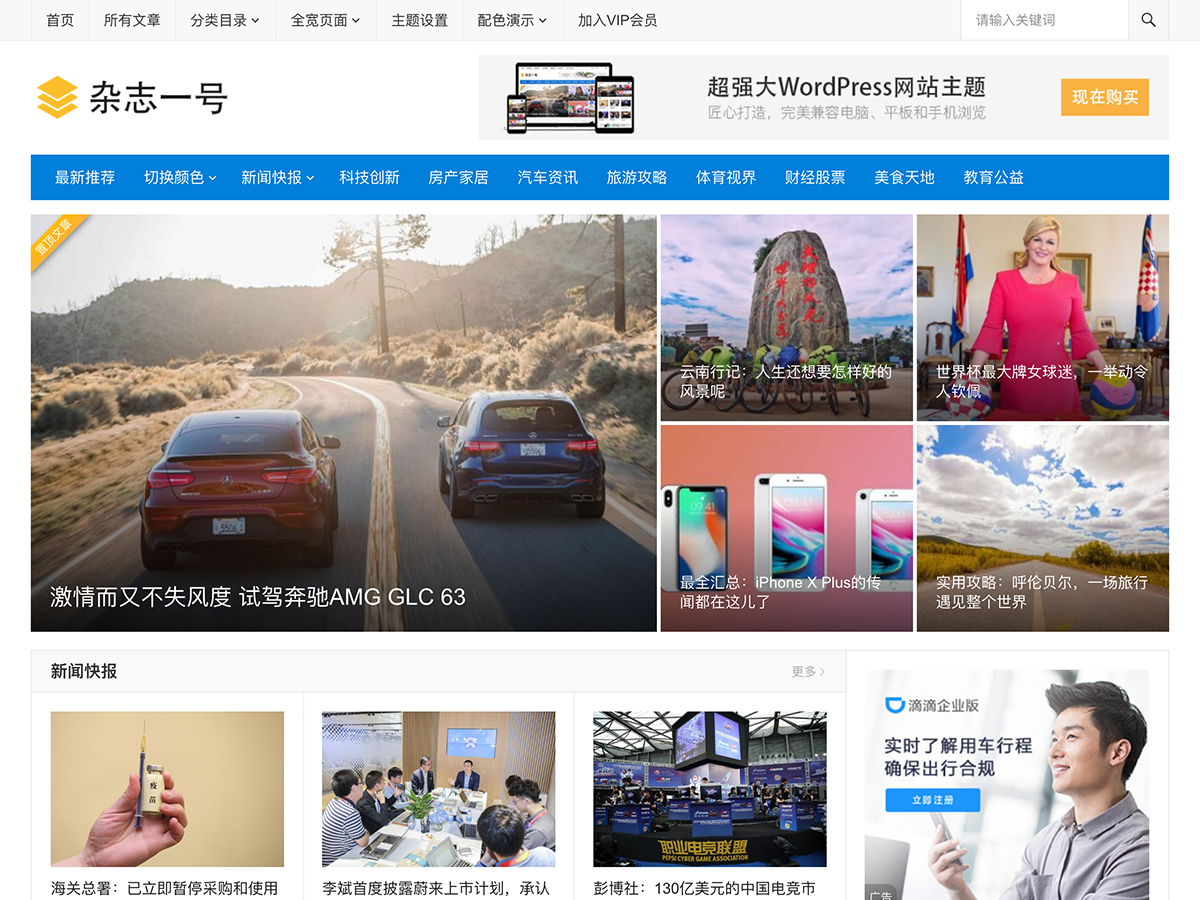 首页 所有文章 分类目录 全宽页面 主题设置 配色演示 加入VIP会员 请输入关键词
杂志一号
超强大WordPress网站主题
匠心打造，完美兼容电脑、平板和手机浏览
现在购买
最新推荐 切换颜色 新闻快报 科技创新 房产家居 汽车资讯 旅游攻略 体育视界 财经股票 美食天地 教育公益
置顶文章
激情而又不失风度 试驾奔驰AMG GLC 63
云南行记：人生还想要怎样好的
风景呢
世界杯最大牌女球迷，一举动令
人钦佩
09:41
09:41
09:41
最全汇总：iPhone X Plus的传
闻都在这儿了
实用攻略：呼伦贝尔，一场旅行
遇见整个世界
新闻快报
更多
疫苗
职业电竞联盟
PEPSI CYBER GAME ASSOCIATION
海关总署：已立即暂停采购和使用
李斌首度披露蔚来上市计划，承认
彭博社：130亿美元的中国电竞市
滴滴企业版
实时了解用车行程
确保出行合规
立即注册
广告